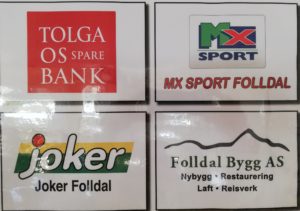 TOLGA
OS SPARE
BANK
MX
SPORT
MX SPORT FOLLDAL
joker
Joker Folldal
Folldal Bygg AS
Nybygg • Restaurering
Laft • Reisverk